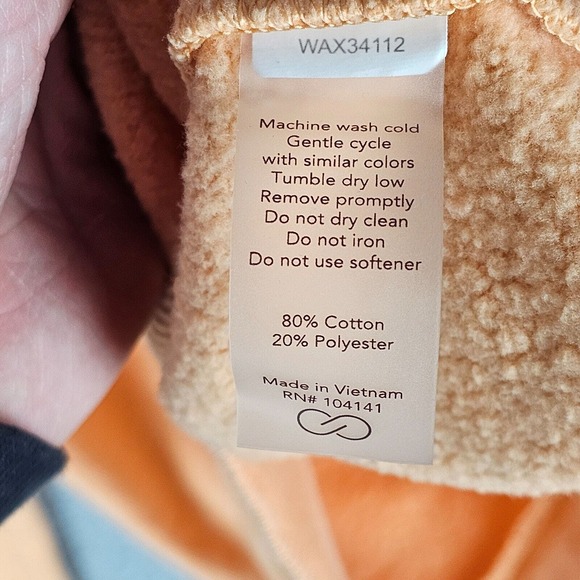 WAX34112
Machine wash cold
Gentle cycle
with similar colors
Tumble dry low
Remove promptly
Do not dry clean
Do not iron
Do not use softener
80% Cotton
20% Polyester
Made in Vietnam
RN# 104141